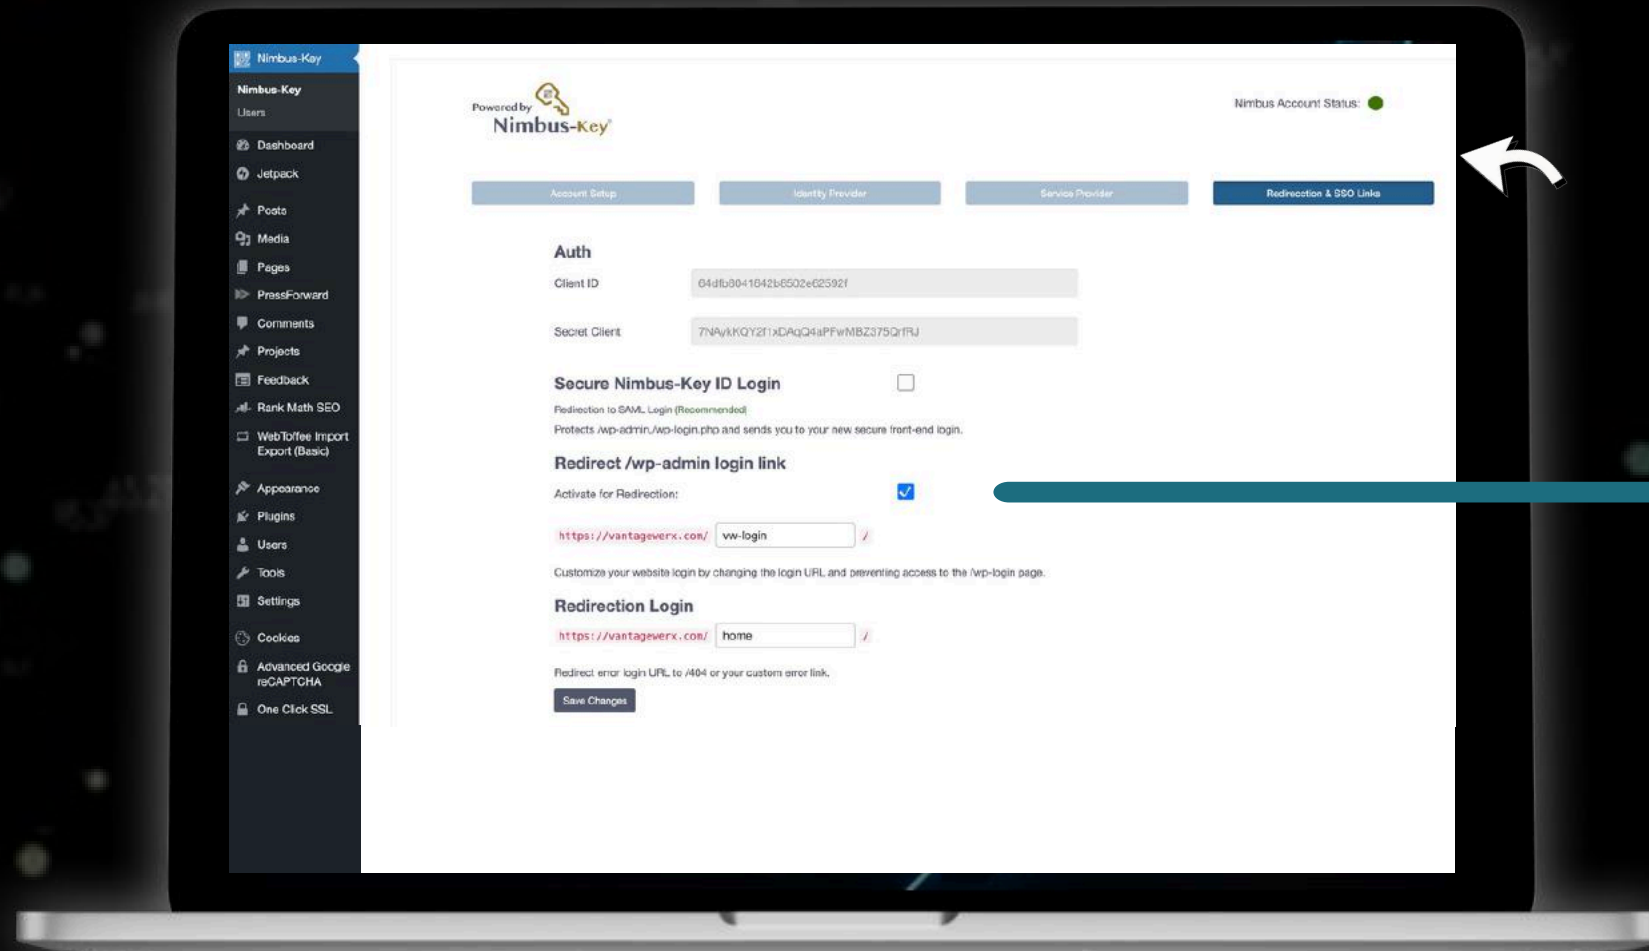 Nimbus-Key
Nimbus-Key
Users
Dashboard
Jetpack
Posts
Media
Pages
PressForward
Comments
Projects
Feedback
Rank Math SEO
WebToffee Import
Export (Basic)
Appearance
Plugins
Users
Tools
Settings
Cookies
Advanced Google
reCAPTCHA
One Click SSL
Powered by
Nimbus-Key®
Nimbus Account Status:
Account Setup
Identity Provider
Service Provider
Redirecction & SSO Links
Auth
Client ID
Secret Client
Secure Nimbus-Key ID Login
Redirection to SAML Login (Recommended)
Protects /wp-admin,/wp-login.php and sends you to your new secure front-end login.
Redirect /wp-admin login link
Activate for Redirection:
https://vantagewerx.com/ vw-login /
Customize your website login by changing the login URL and preventing access to the /wp-login page.
Redirection Login
https://vantagewerx.com/ home /
Redirect error login URL to /404 or your custom error link.
Save Changes